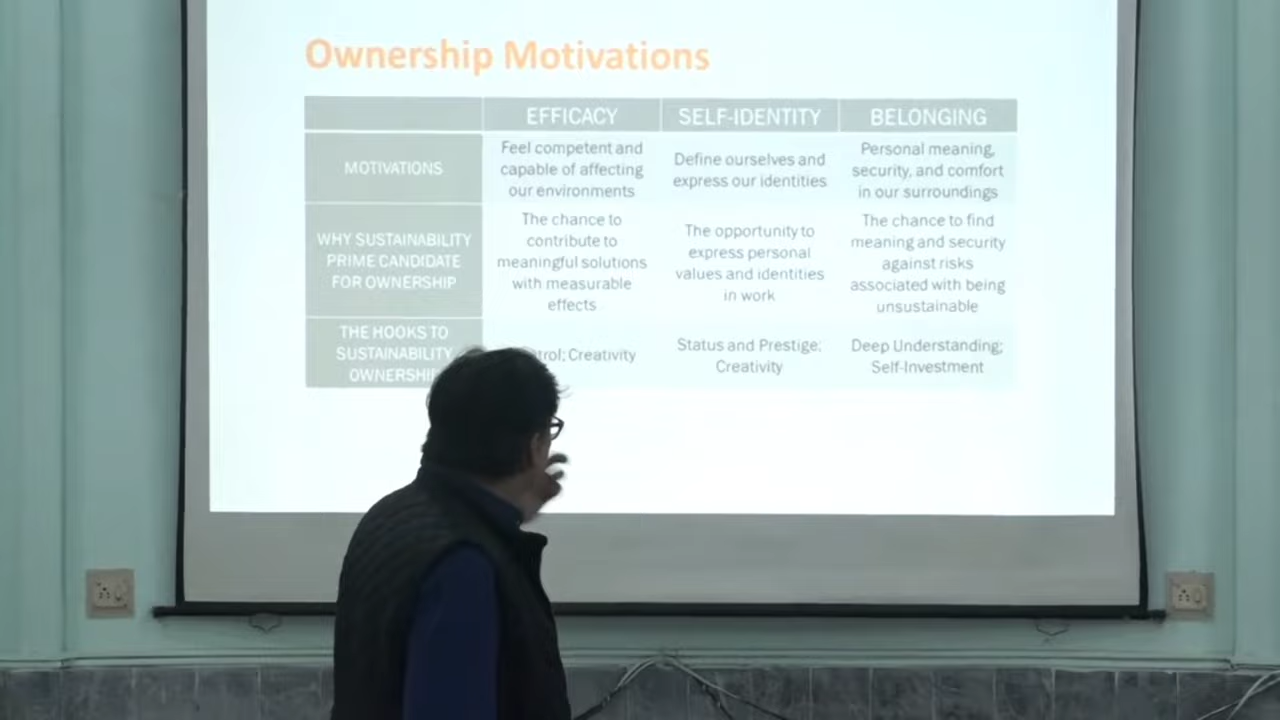 Ownership Motivations
EFFICACY
SELF-IDENTITY
BELONGING
MOTIVATIONS
Feel competent and
capable of affecting
our environments
Define ourselves and
express our identities
Personal meaning,
security, and comfort
in our surroundings
WHY SUSTAINABILITY
PRIME CANDIDATE
FOR OWNERSHIP
The chance to
contribute to
meaningful solutions
with measurable
effects
The opportunity to
express personal
values and identities
in work
The chance to find
meaning and security
against risks
associated with being
unsustainable
THE HOOKS TO
SUSTAINABILITY
Creativity
Status and Prestige;
Creativity
Deep Understanding;
Self-Investment